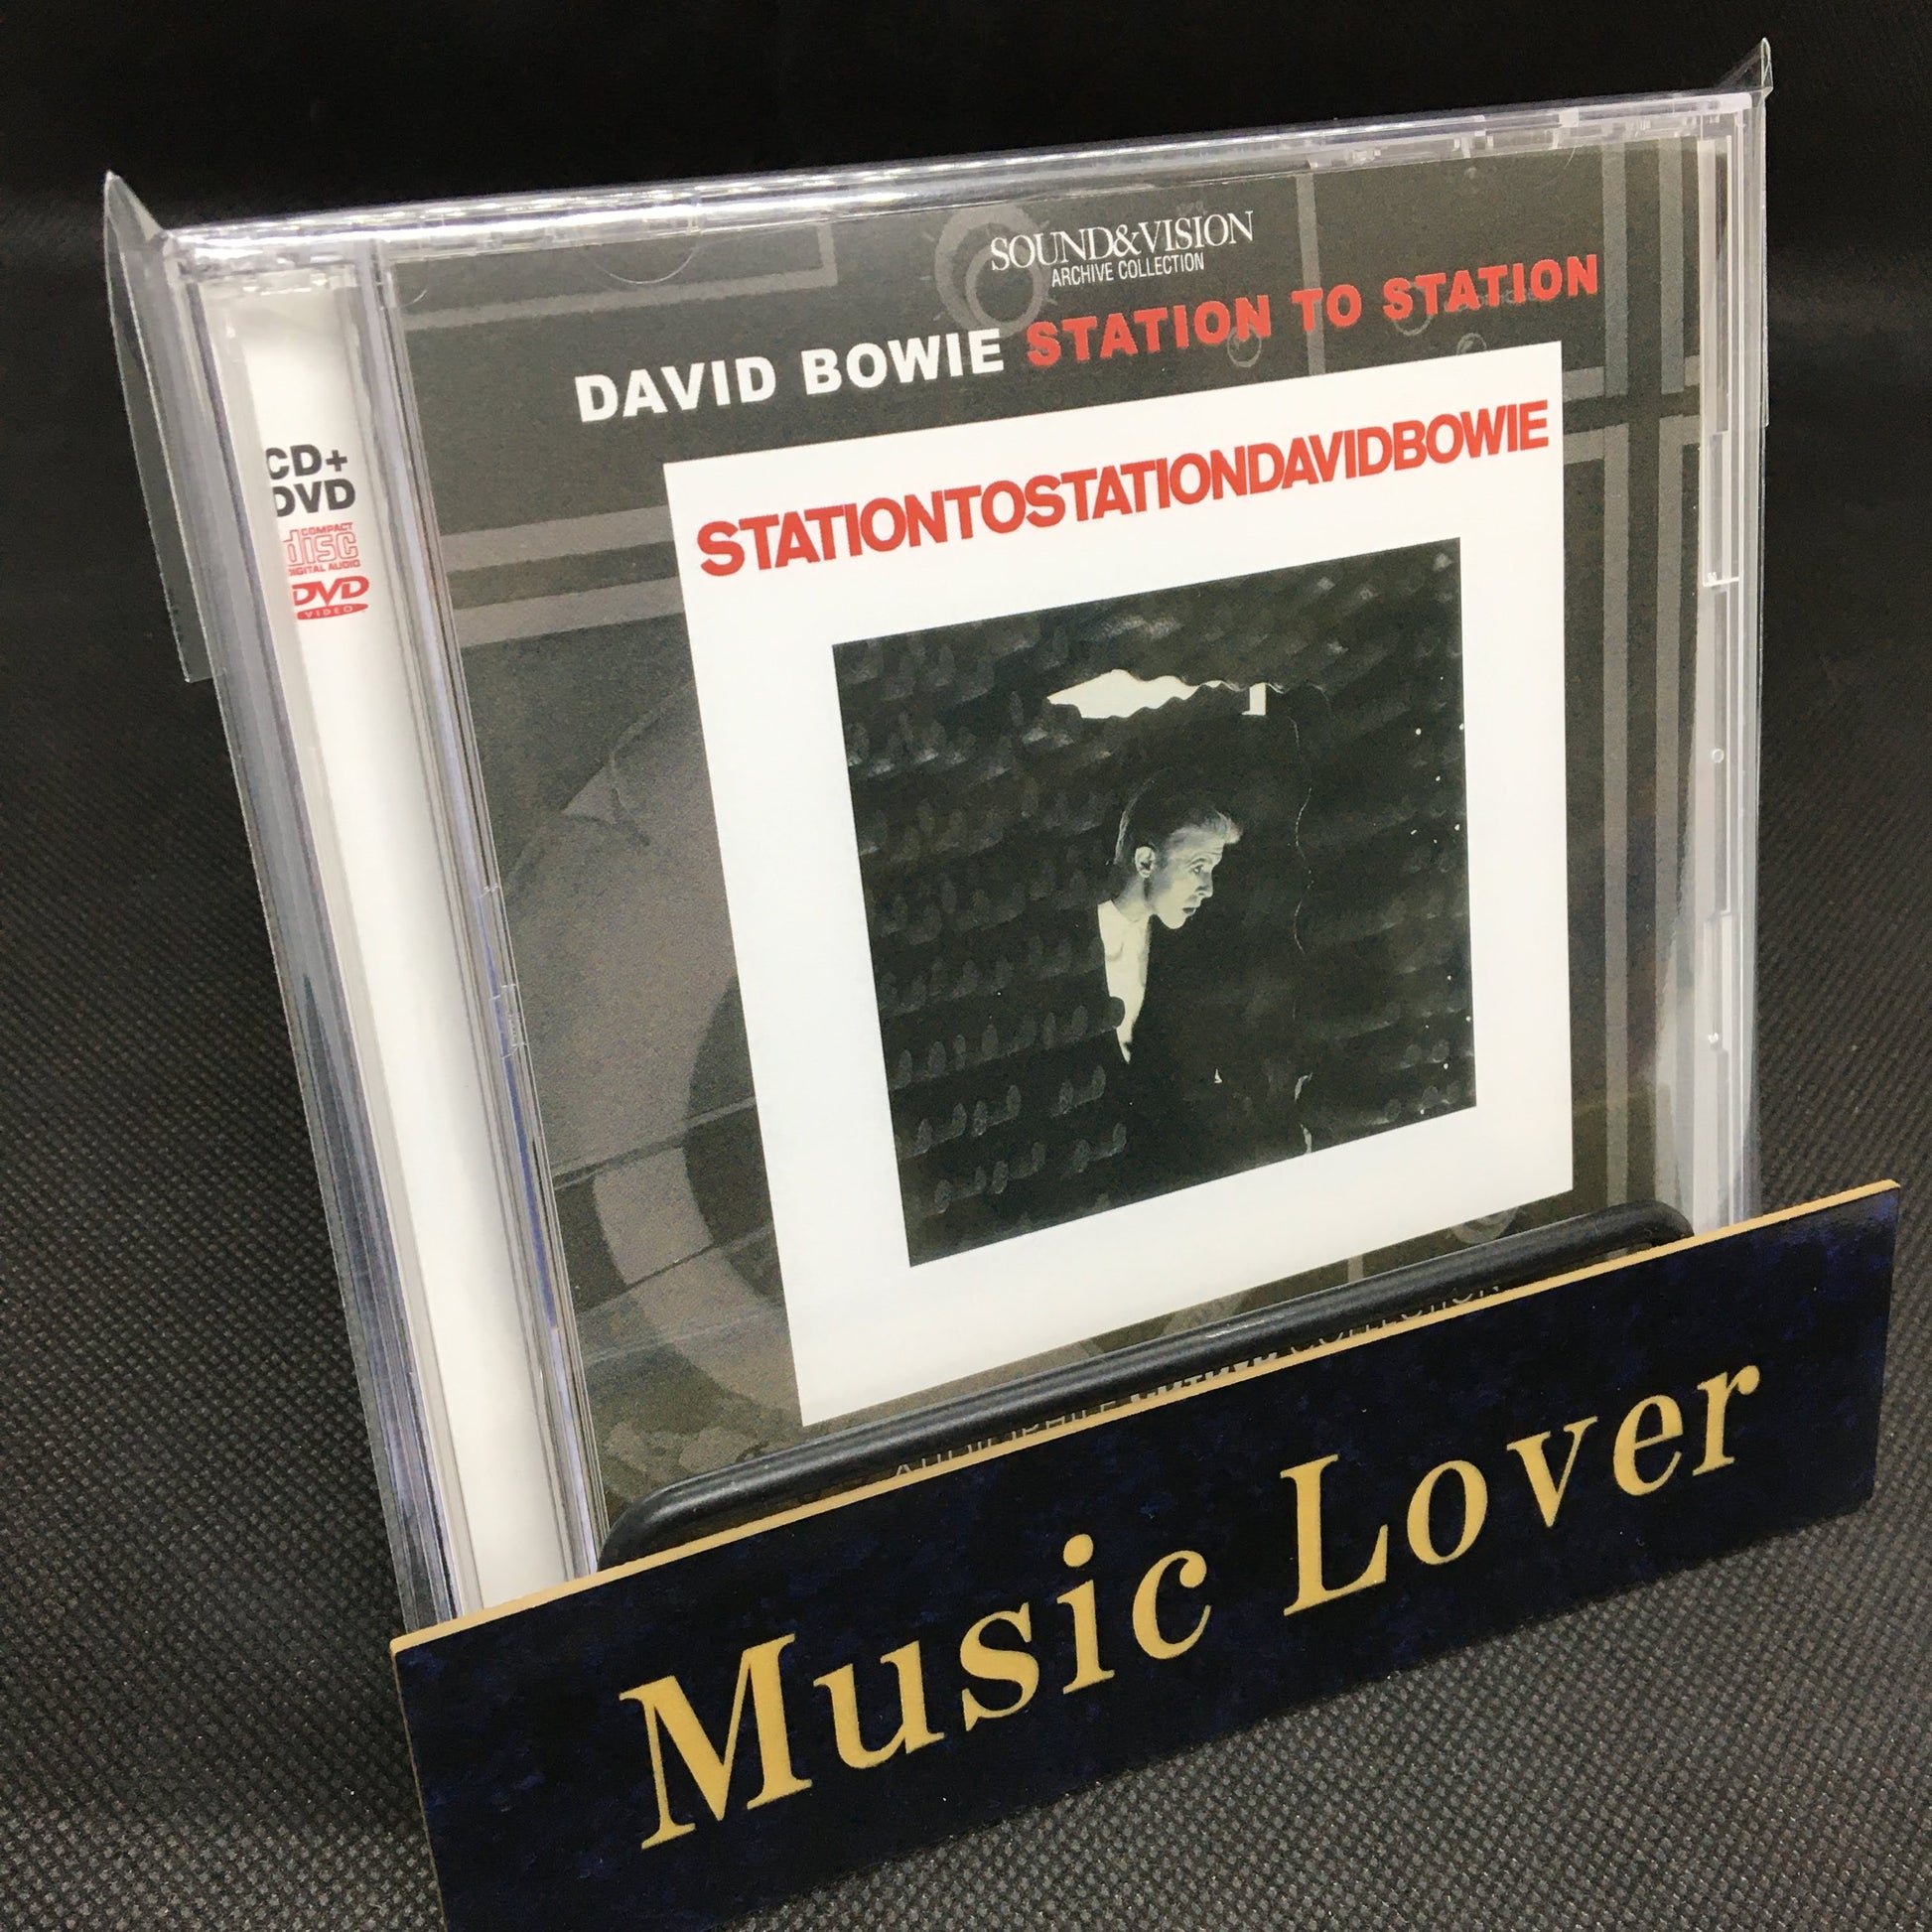 SOUND&VISION
ARCHIVE COLLECTION
DAVID BOWIE STATION TO STATION
STATIONTOSTATIONDAVIDBOWIE
CD+
DVD
COMPACT
disc
DIGITAL AUDIO
DVD
VIDEO
COLLECTION
Music Lover